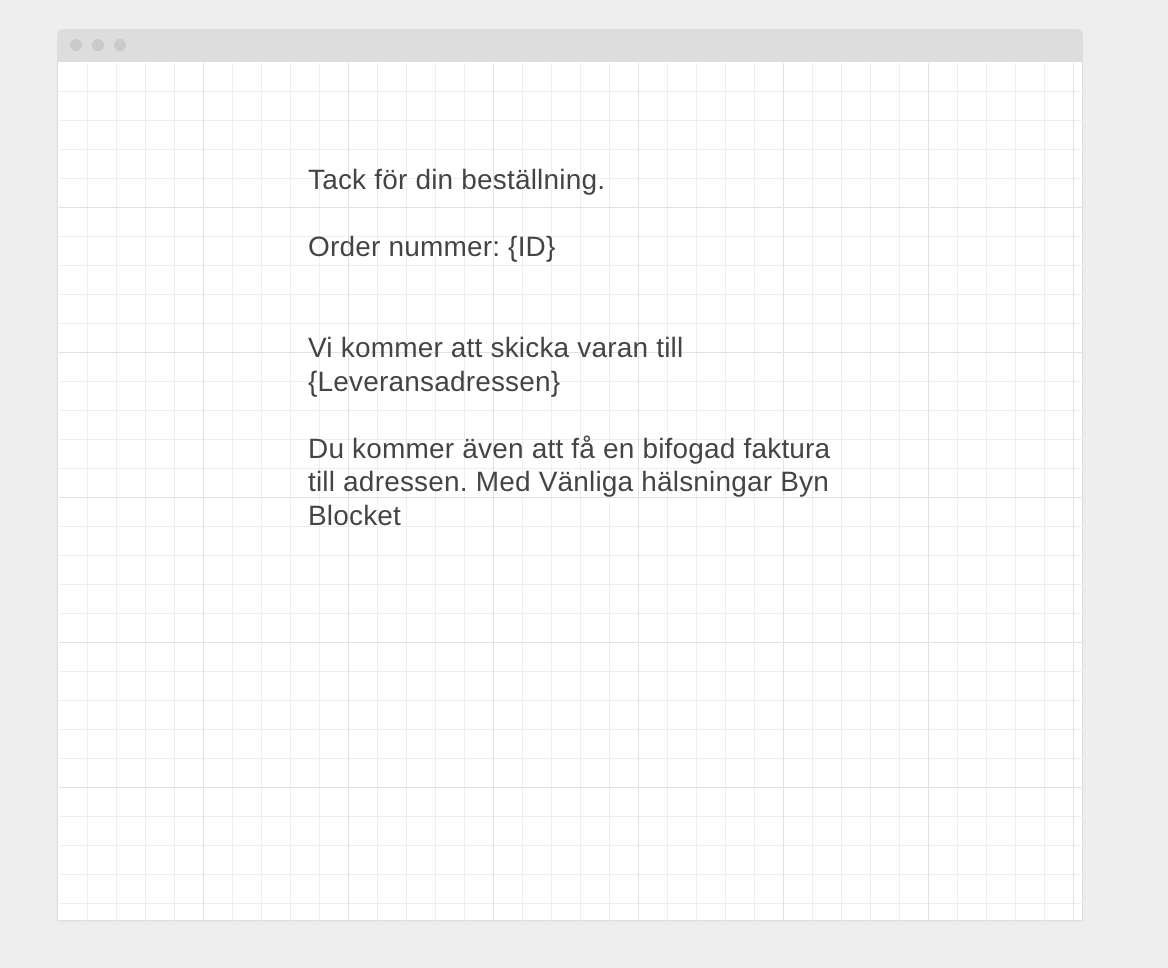 Tack för din beställning.
Order nummer: {ID}
Vi kommer att skicka varan till
{Leveransadressen}
Du kommer även att få en bifogad faktura
till adressen. Med Vänliga hälsningar Byn
Blocket